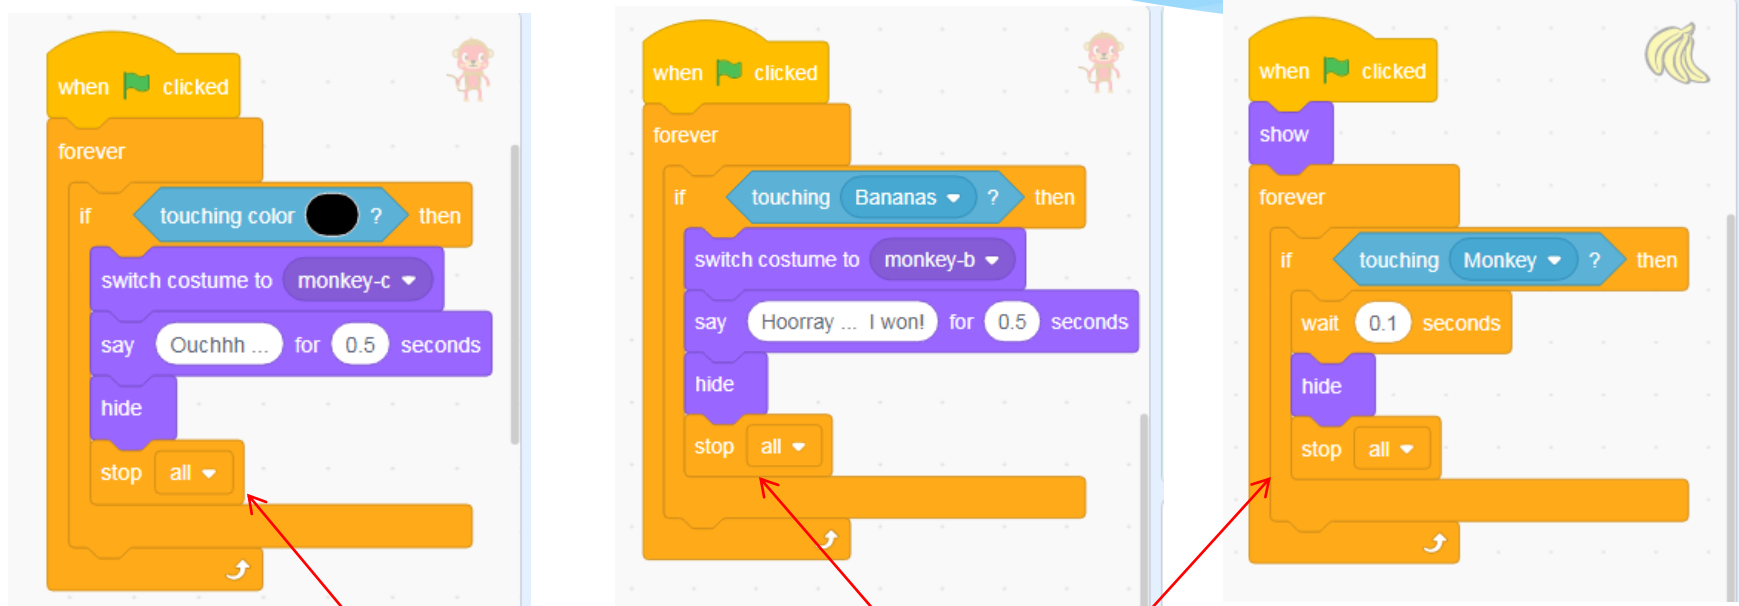 when clicked
forever
if touching color ? then
switch costume to monkey-c
say Ouchhh ... for 0.5 seconds
hide
stop all
when clicked
forever
if touching Bananas ? then
switch costume to monkey-b
say Hoorray ... I won! for 0.5 seconds
hide
stop all
when clicked
show
forever
if touching Monkey ? then
wait 0.1 seconds
hide
stop all